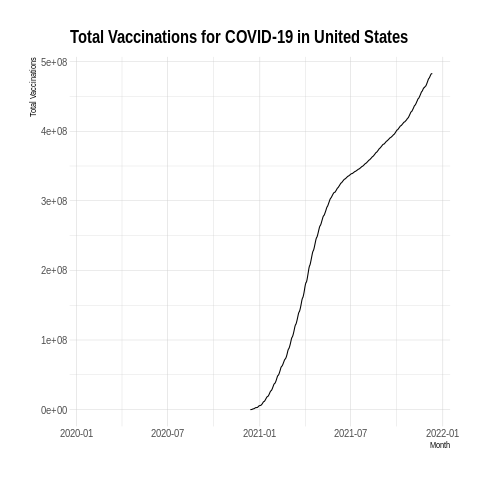 Total Vaccinations for COVID-19 in United States
Total Vaccinations
5e+08
4e+08
3e+08
2e+08
1e+08
0e+00
2020-01 2020-07 2021-01 2021-07 2022-01
Month